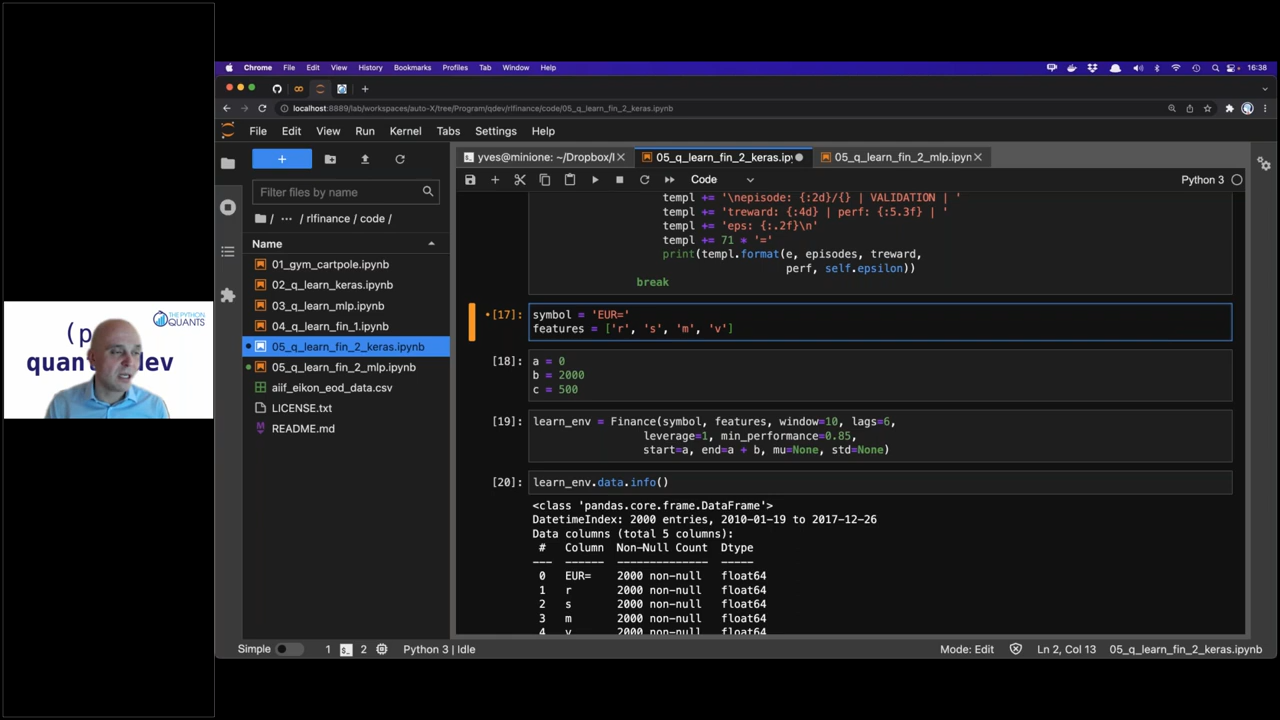 Chrome File Edit View History Bookmarks Profiles Tab Window Help 16:38
localhost:8889/lab/workspaces/auto-X/tree/Program/qdev/rlfinance/code/05_q_learn_fin_2_keras.ipynb
File Edit View Run Kernel Tabs Settings Help
yves@minione: ~/Dropbox/l
05_q_learn_fin_2_keras.ipy
05_q_learn_fin_2_mlp.ipyn
Code
Python 3
Filter files by name
/ ··· / rlfinance / code /
Name
01_gym_cartpole.ipynb
02_q_learn_keras.ipynb
03_q_learn_mlp.ipynb
04_q_learn_fin_1.ipynb
05_q_learn_fin_2_keras.ipynb
05_q_learn_fin_2_mlp.ipynb
aiif_eikon_eod_data.csv
LICENSE.txt
README.md
templ += '\nepisode: {:2d}/{} | VALIDATION | '
templ += 'treward: {:4d} | perf: {:5.3f} | '
templ += 'eps: {:.2f}\n'
templ += 71 * '='
print(templ.format(e, episodes, treward,
perf, self.epsilon))
break
[17]: symbol = 'EUR='
features = ['r', 's', 'm', 'v']
[18]: a = 0
b = 2000
c = 500
[19]: learn_env = Finance(symbol, features, window=10, lags=6,
leverage=1, min_performance=0.85,
start=a, end=a + b, mu=None, std=None)
[20]: learn_env.data.info()
<class 'pandas.core.frame.DataFrame'>
DatetimeIndex: 2000 entries, 2010-01-19 to 2017-12-26
Data columns (total 5 columns):
# Column Non-Null Count Dtype
--- ------ -------------- -----
0 EUR= 2000 non-null float64
1 r 2000 non-null float64
2 s 2000 non-null float64
3 m 2000 non-null float64
4 v 2000 non-null float64
Simple 1 2 Python 3 | Idle Mode: Edit Ln 2, Col 13 05_q_learn_fin_2_keras.ipynb
THE PYTHON
QUANTS
(p
quant dev